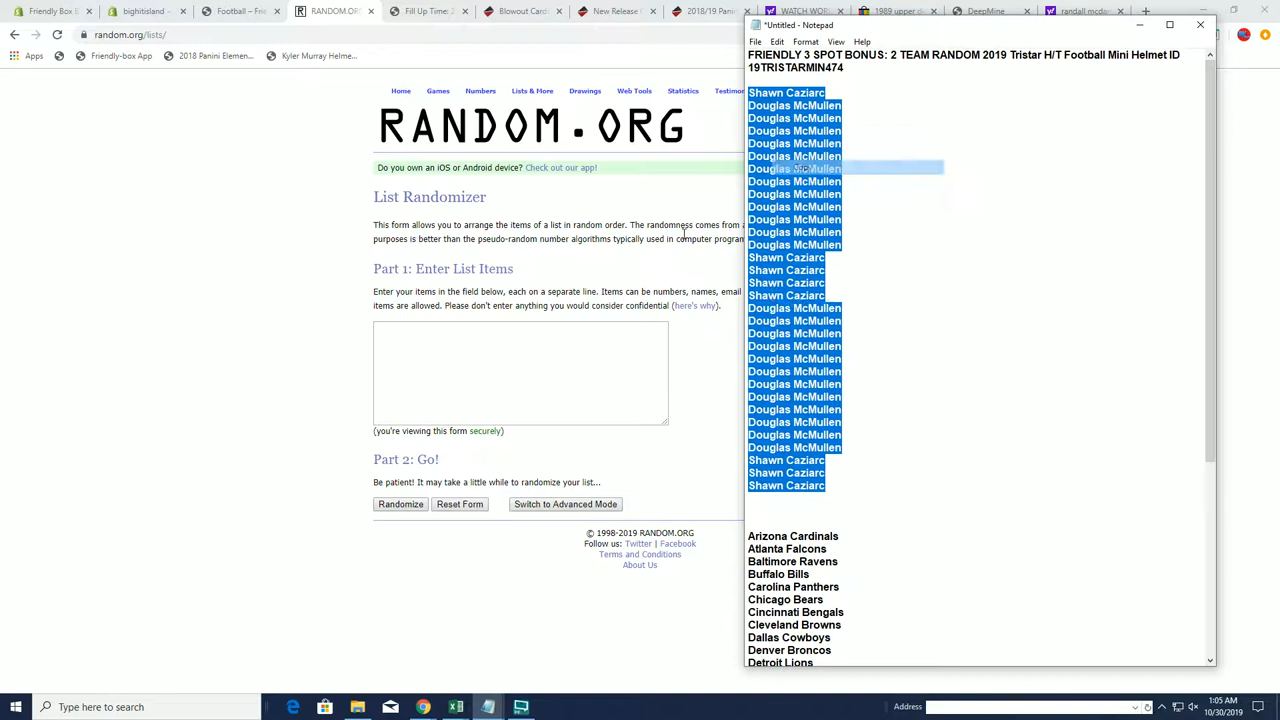 Friendly Bo
Breakitisland -
Football – Frie
RANDOM.ORG
Fill Up Time: 2
Blowout Cards
New Release C
2018/19 Panini
WATCH WORL
1989 upper d
DeepMine
randall mcda
random.org/lists/
Apps
Friendly-box App
2018 Panini Elemen...
Kyler Murray Helme...
*Untitled - Notepad
File Edit Format View Help
FRIENDLY 3 SPOT BONUS: 2 TEAM RANDOM 2019 Tristar H/T Football Mini Helmet ID
19TRISTARMIN474
Shawn Caziarc
Douglas McMullen
Douglas McMullen
Douglas McMullen
Douglas McMullen
Douglas McMullen
Douglas McMullen
Douglas McMullen
Douglas McMullen
Douglas McMullen
Douglas McMullen
Douglas McMullen
Douglas McMullen
Shawn Caziarc
Shawn Caziarc
Shawn Caziarc
Shawn Caziarc
Douglas McMullen
Douglas McMullen
Douglas McMullen
Douglas McMullen
Douglas McMullen
Douglas McMullen
Douglas McMullen
Douglas McMullen
Douglas McMullen
Douglas McMullen
Douglas McMullen
Douglas McMullen
Shawn Caziarc
Shawn Caziarc
Shawn Caziarc
Arizona Cardinals
Atlanta Falcons
Baltimore Ravens
Buffalo Bills
Carolina Panthers
Chicago Bears
Cincinnati Bengals
Cleveland Browns
Dallas Cowboys
Denver Broncos
Detroit Lions
Home Games Numbers Lists & More Drawings Web Tools Statistics Testimon
RANDOM.ORG
Do you own an iOS or Android device? Check out our app!
List Randomizer
This form allows you to arrange the items of a list in random order. The randomness comes from a
purposes is better than the pseudo-random number algorithms typically used in computer program
Part 1: Enter List Items
Enter your items in the field below, each on a separate line. Items can be numbers, names, email
items are allowed. Please don't enter anything you would consider confidential (here's why).
(you're viewing this form securely)
Part 2: Go!
Be patient! It may take a little while to randomize your list...
Randomize Reset Form Switch to Advanced Mode
© 1998-2019 RANDOM.ORG
Follow us: Twitter | Facebook
Terms and Conditions
About Us
Type here to search
Address
1:05 AM
10/30/2019